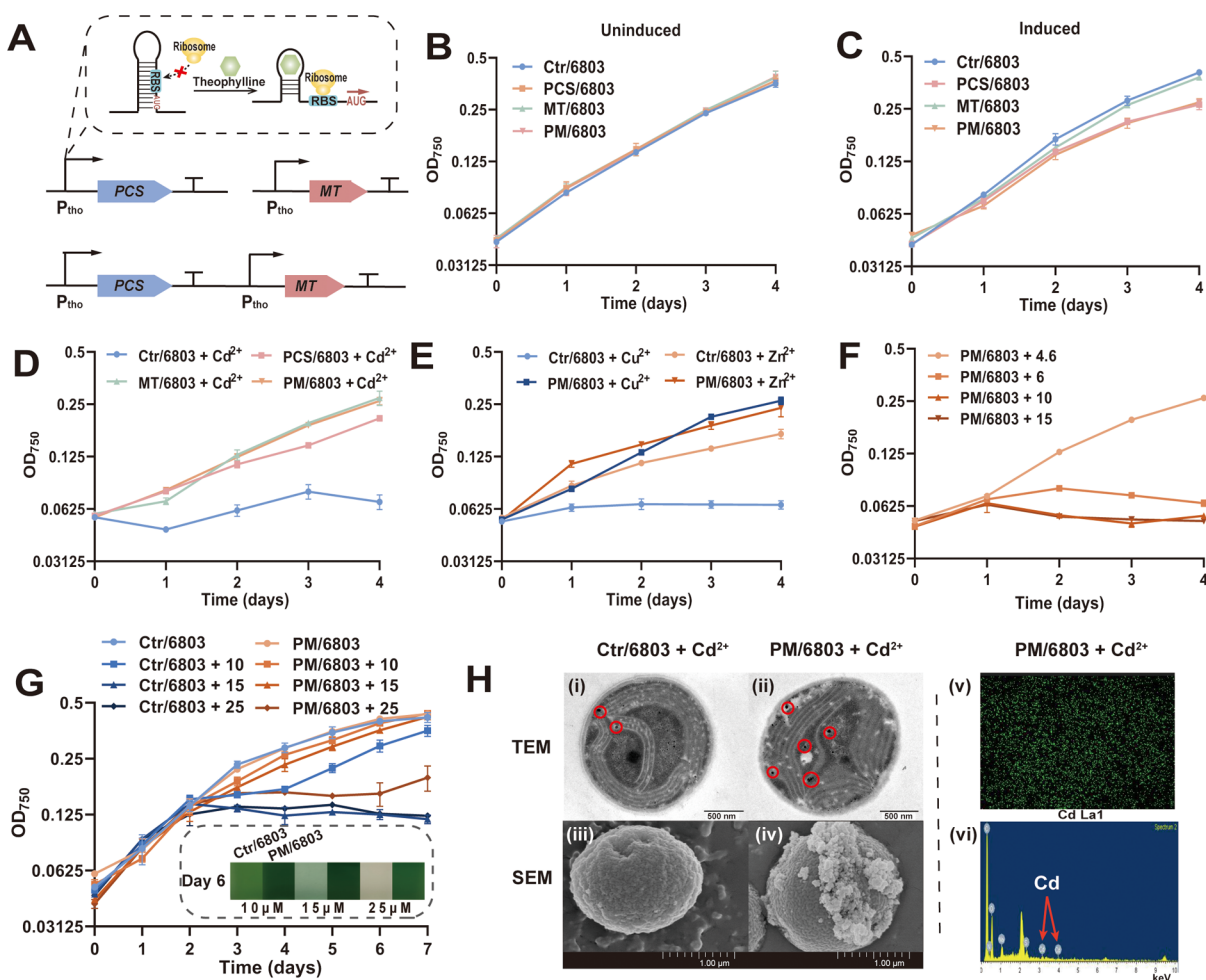 A
Ribosome
Theophylline
Ribosome
RBS
AUG
RBS
AUG
PCS
MT
Ptho
Ptho
PCS
MT
Ptho
Ptho
B
Uninduced
0.5
0.25
0.125
0.0625
0.03125
OD750
Ctr/6803
PCS/6803
MT/6803
PM/6803
0 1 2 3 4
Time (days)
C
Induced
0.5
0.25
0.125
0.0625
0.03125
OD750
Ctr/6803
PCS/6803
MT/6803
PM/6803
0 1 2 3 4
Time (days)
D
Ctr/6803 + Cd2+
PCS/6803 + Cd2+
MT/6803 + Cd2+
PM/6803 + Cd2+
0.5
0.25
0.125
0.0625
0.03125
OD750
0 1 2 3 4
Time (days)
E
Ctr/6803 + Cu2+
Ctr/6803 + Zn2+
PM/6803 + Cu2+
PM/6803 + Zn2+
0.5
0.25
0.125
0.0625
0.03125
OD750
0 1 2 3 4
Time (days)
F
PM/6803 + 4.6
PM/6803 + 6
PM/6803 + 10
PM/6803 + 15
0.5
0.25
0.125
0.0625
0.03125
OD750
0 1 2 3 4
Time (days)
G
Ctr/6803
PM/6803
Ctr/6803 + 10
PM/6803 + 10
Ctr/6803 + 15
PM/6803 + 15
Ctr/6803 + 25
PM/6803 + 25
0.5
0.25
0.125
0.0625
0.03125
OD750
Ctr/6803
PM/6803
Day 6
10 μM 15 μM 25 μM
0 1 2 3 4 5 6 7
Time (days)
H
Ctr/6803 + Cd2+
PM/6803 + Cd2+
PM/6803 + Cd2+
TEM
(i)
500 nm
(ii)
500 nm
(v)
Cd La1
SEM
(iii)
1.00 μm
(iv)
1.00 μm
(vi)
Spectrum 2
Cd
0 1 2 3 4 5 6 7 8 9 10
keV